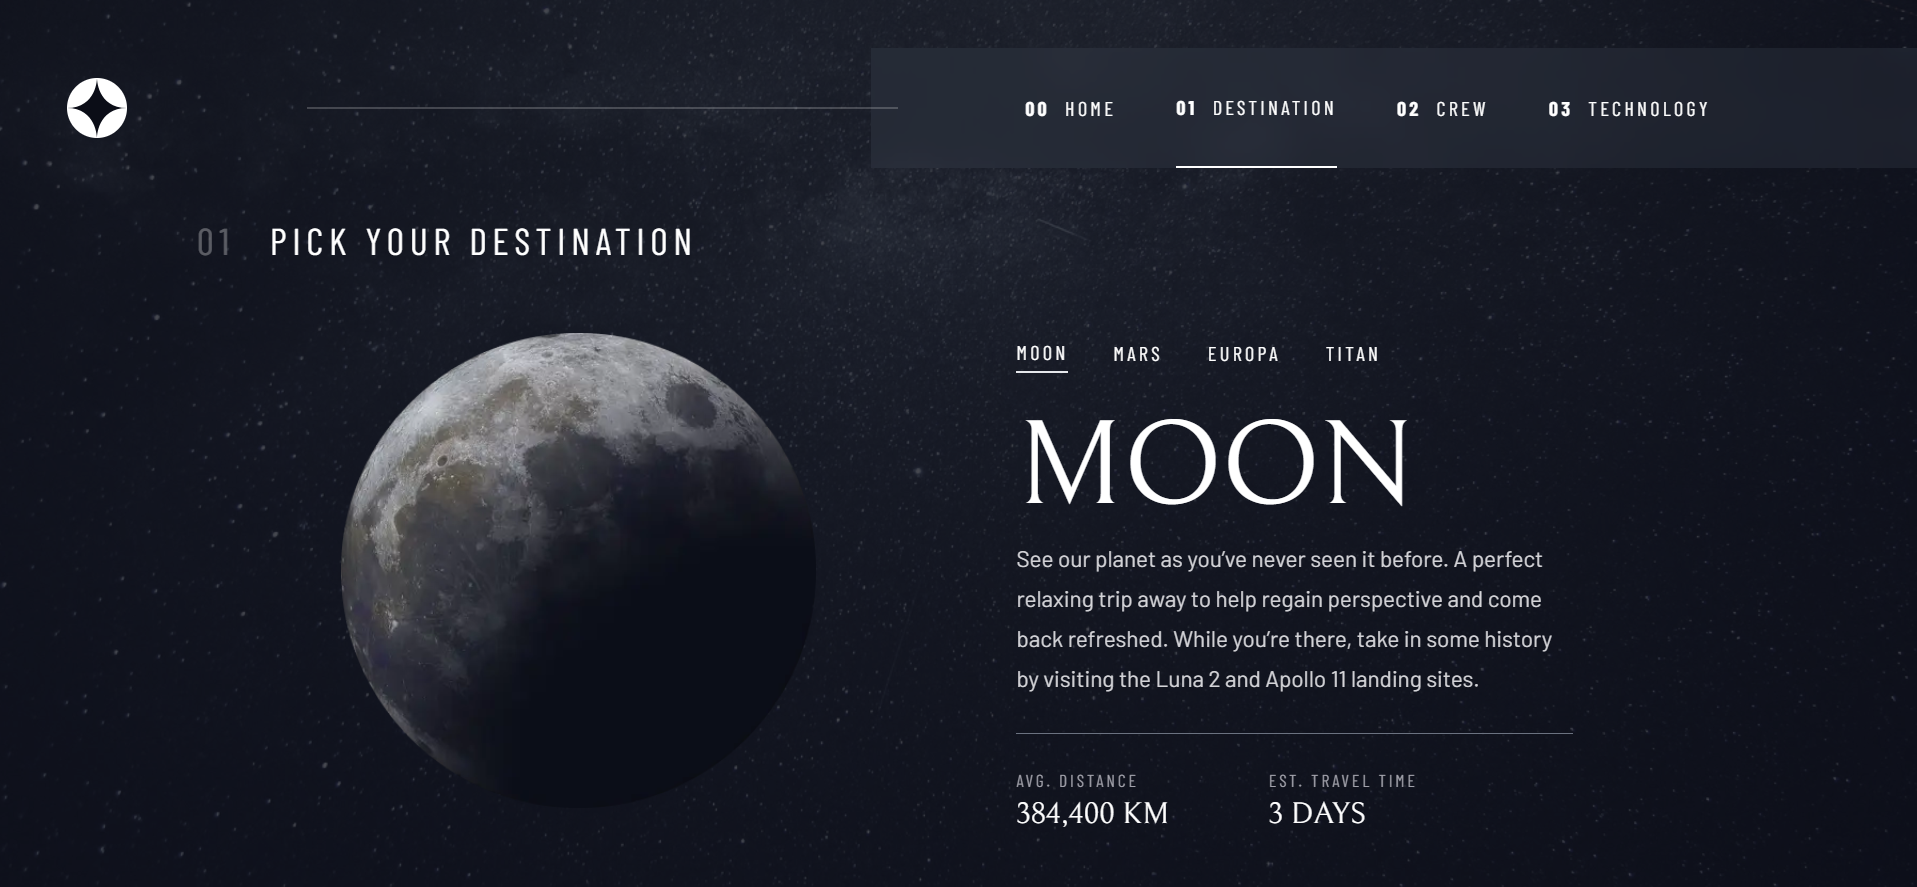 00 HOME 01 DESTINATION 02 CREW 03 TECHNOLOGY
01 PICK YOUR DESTINATION
MOON MARS EUROPA TITAN
MOON
See our planet as you’ve never seen it before. A perfect
relaxing trip away to help regain perspective and come
back refreshed. While you’re there, take in some history
by visiting the Luna 2 and Apollo 11 landing sites.
AVG. DISTANCE EST. TRAVEL TIME
384,400 KM 3 DAYS